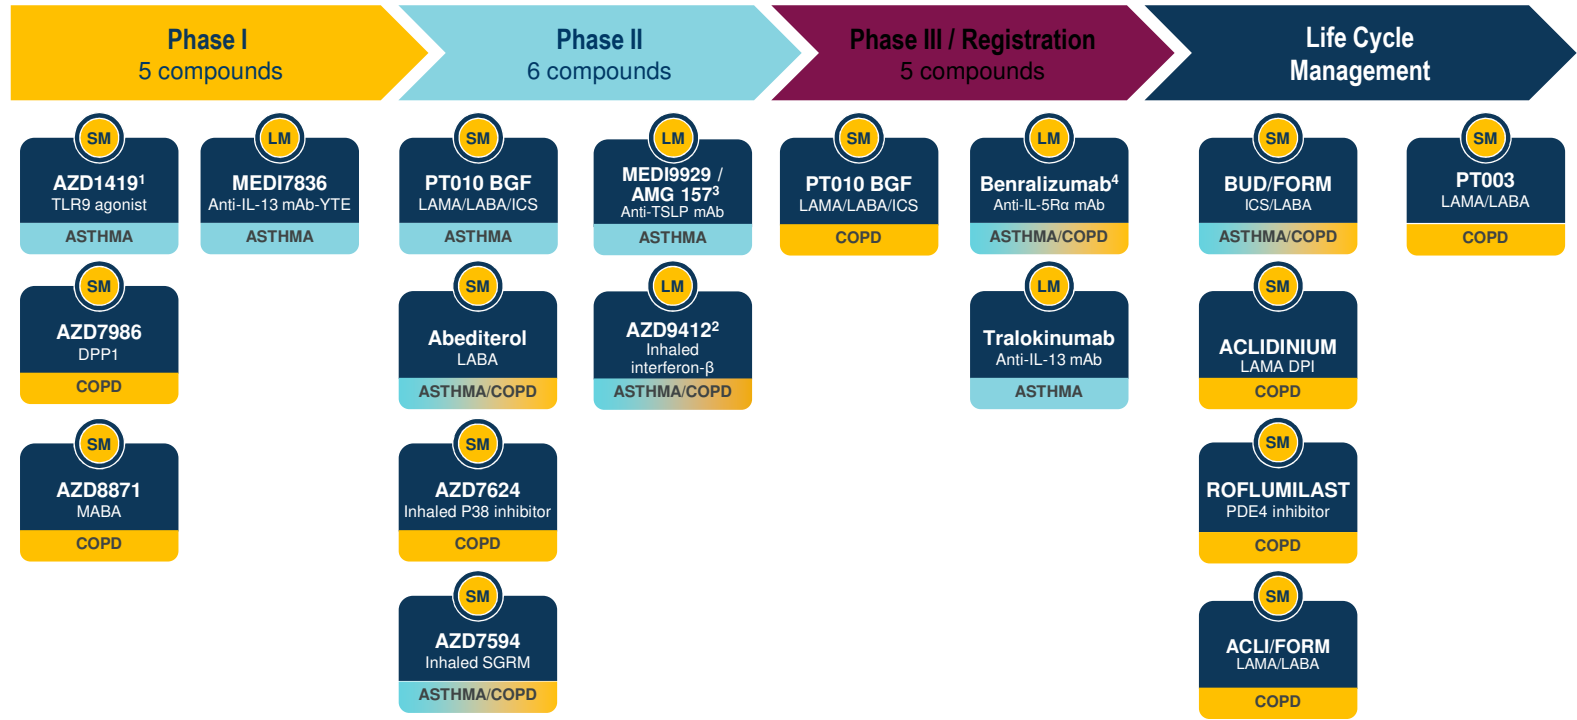 Phase I
5 compounds
Phase II
6 compounds
Phase III / Registration
5 compounds
Life Cycle
Management
SM
AZD1419¹
TLR9 agonist
ASTHMA
SM
AZD7986
DPP1
COPD
SM
AZD8871
MABA
COPD
LM
MEDI7836
Anti-IL-13 mAb-YTE
ASTHMA
SM
PT010 BGF
LAMA/LABA/ICS
ASTHMA
SM
Abediterol
LABA
ASTHMA/COPD
SM
AZD7624
Inhaled P38 inhibitor
COPD
SM
AZD7594
Inhaled SGRM
ASTHMA/COPD
LM
MEDI9929 /
AMG 157³
Anti-TSLP mAb
ASTHMA
LM
AZD9412²
Inhaled
interferon-β
ASTHMA/COPD
SM
PT010 BGF
LAMA/LABA/ICS
COPD
LM
Benralizumab⁴
Anti-IL-5Rα mAb
ASTHMA/COPD
LM
Tralokinumab
Anti-IL-13 mAb
ASTHMA
SM
BUD/FORM
ICS/LABA
ASTHMA/COPD
SM
ACLIDINIUM
LAMA DPI
COPD
SM
ROFLUMILAST
PDE4 inhibitor
COPD
SM
ACLI/FORM
LAMA/LABA
COPD
SM
PT003
LAMA/LABA
COPD